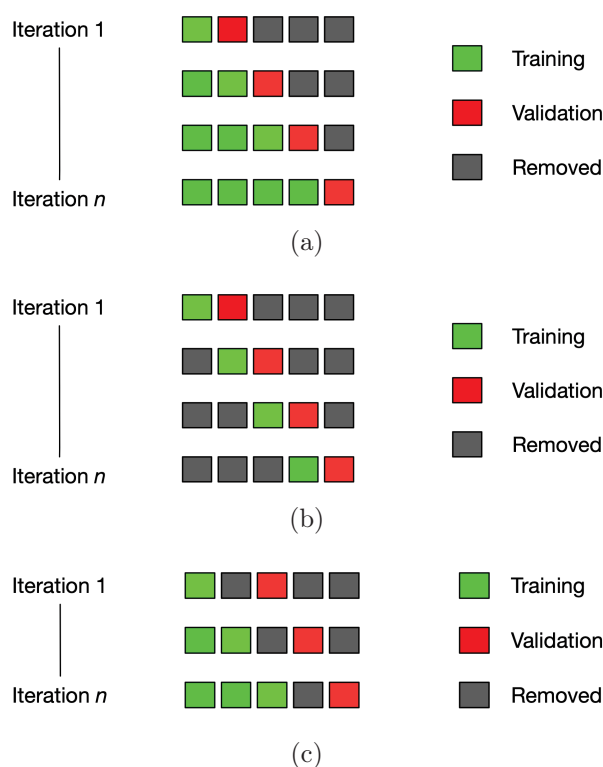 Iteration 1
Training
Validation
Removed
Iteration n
(a)
Iteration 1
Training
Validation
Removed
Iteration n
(b)
Iteration 1
Training
Validation
Iteration n
Removed
(c)